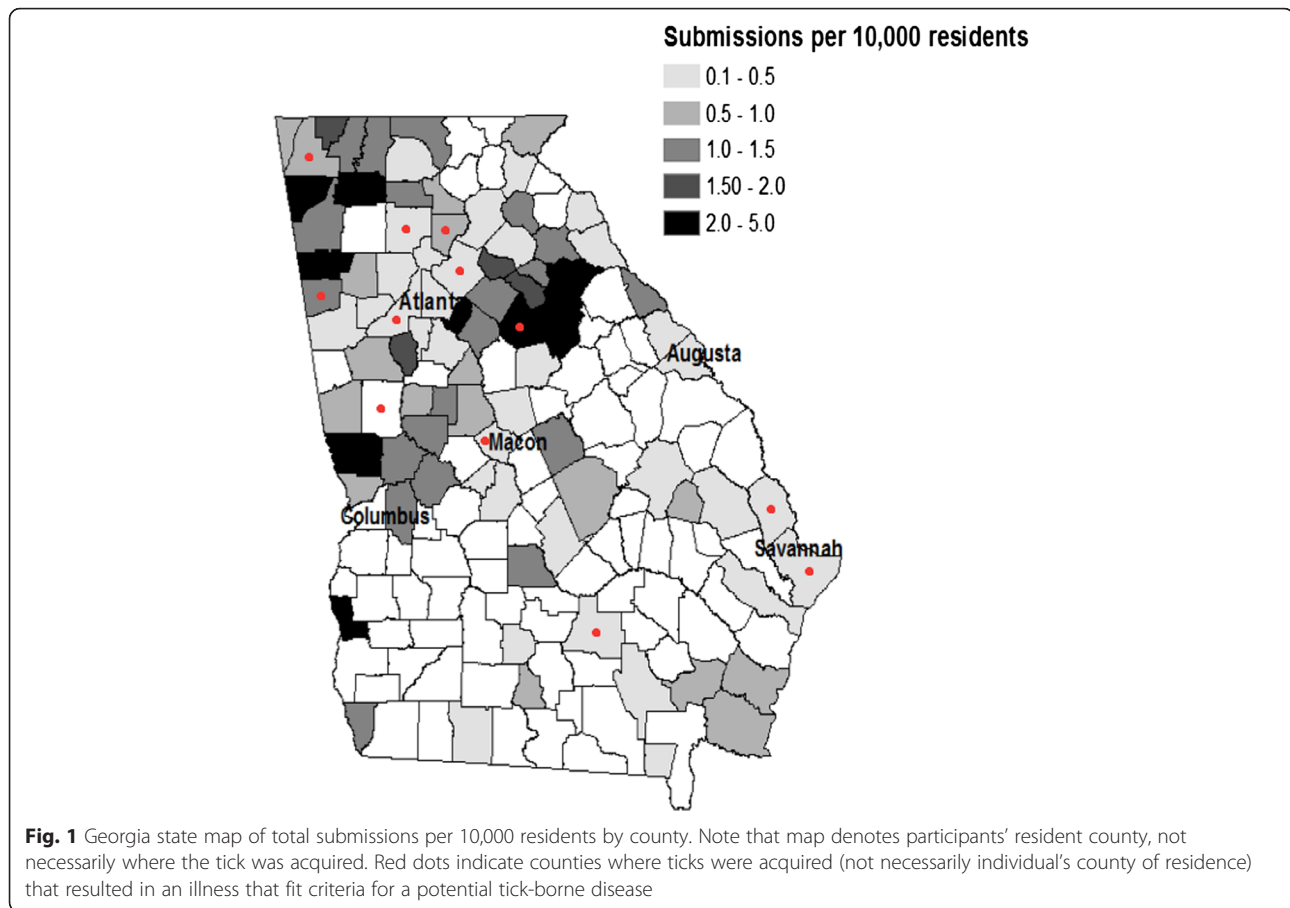 Submissions per 10,000 residents
0.1 - 0.5
0.5 - 1.0
1.0 - 1.5
1.50 - 2.0
2.0 - 5.0
Atlanta
Augusta
Macon
Columbus
Savannah
Fig. 1 Georgia state map of total submissions per 10,000 residents by county. Note that map denotes participants' resident county, not
necessarily where the tick was acquired. Red dots indicate counties where ticks were acquired (not necessarily individual's county of residence)
that resulted in an illness that fit criteria for a potential tick-borne disease